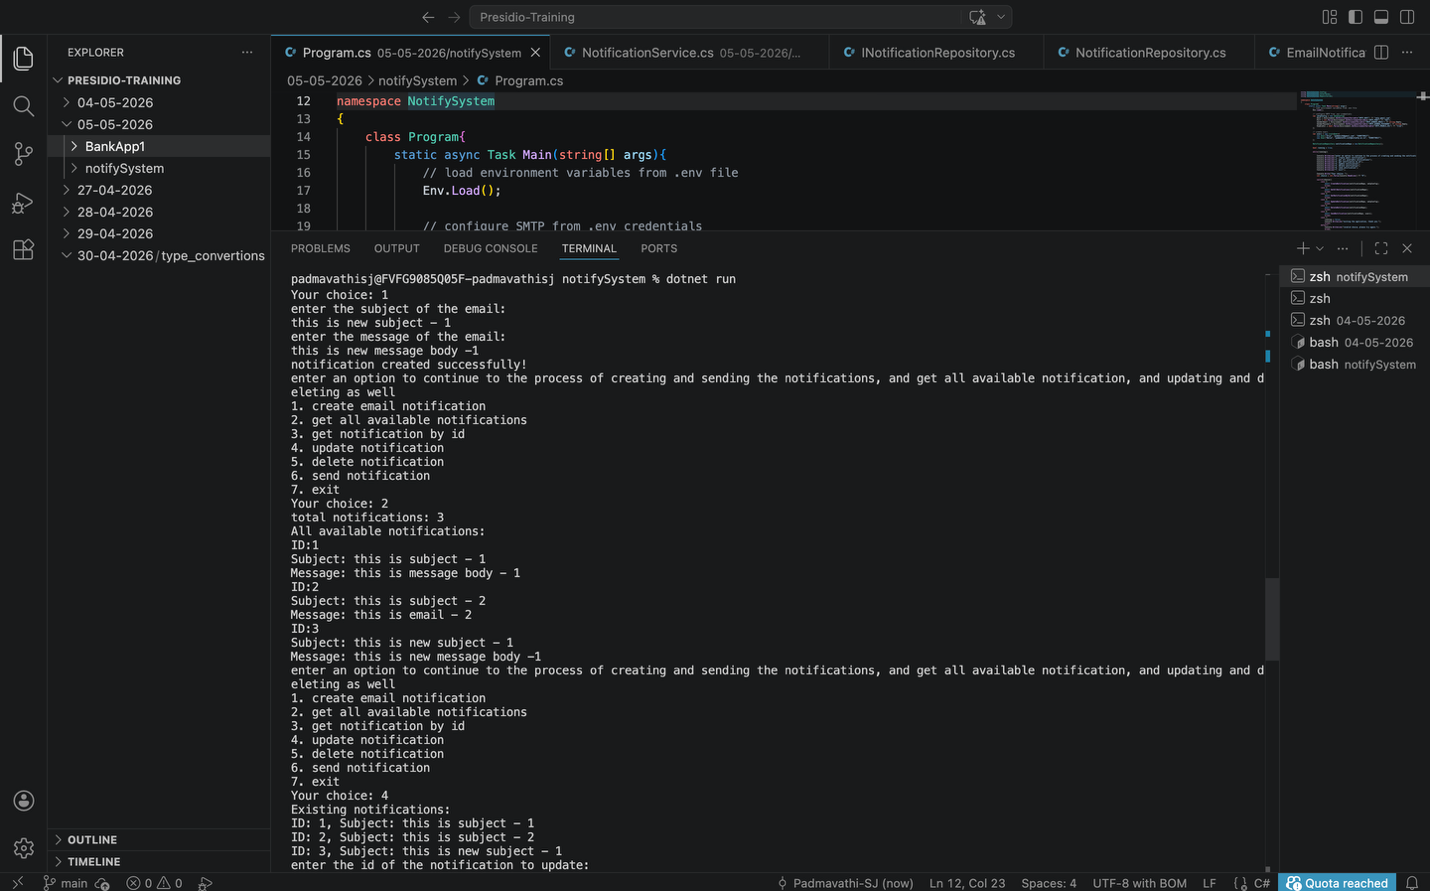 Presidio-Training
EXPLORER
PRESIDIO-TRAINING
04-05-2026
05-05-2026
BankApp1
notifySystem
27-04-2026
28-04-2026
29-04-2026
30-04-2026/type_convertions
OUTLINE
TIMELINE
Program.cs 05-05-2026/notifySystem
NotificationService.cs 05-05-2026/...
INotificationRepository.cs
NotificationRepository.cs
EmailNotifica
05-05-2026 > notifySystem > Program.cs
12 namespace NotifySystem
13 {
14 class Program{
15 static async Task Main(string[] args){
16 // load environment variables from .env file
17 Env.Load();
18
19 // configure SMTP from .env credentials
PROBLEMS OUTPUT DEBUG CONSOLE TERMINAL PORTS
padmavathisj@FVFG9085Q05F-padmavathisj notifySystem % dotnet run
Your choice: 1
enter the subject of the email:
this is new subject - 1
enter the message of the email:
this is new message body -1
notification created successfully!
enter an option to continue to the process of creating and sending the notifications, and get all available notification, and updating and d
eleting as well
1. create email notification
2. get all available notifications
3. get notification by id
4. update notification
5. delete notification
6. send notification
7. exit
Your choice: 2
total notifications: 3
All available notifications:
ID:1
Subject: this is subject - 1
Message: this is message body - 1
ID:2
Subject: this is subject - 2
Message: this is email - 2
ID:3
Subject: this is new subject - 1
Message: this is new message body -1
enter an option to continue to the process of creating and sending the notifications, and get all available notification, and updating and d
eleting as well
1. create email notification
2. get all available notifications
3. get notification by id
4. update notification
5. delete notification
6. send notification
7. exit
Your choice: 4
Existing notifications:
ID: 1, Subject: this is subject - 1
ID: 2, Subject: this is subject - 2
ID: 3, Subject: this is new subject - 1
enter the id of the notification to update:
zsh notifySystem
zsh
zsh 04-05-2026
bash 04-05-2026
bash notifySystem
main 0 0
Padmavathi-SJ (now) Ln 12, Col 23 Spaces: 4 UTF-8 with BOM LF {} C# Quota reached